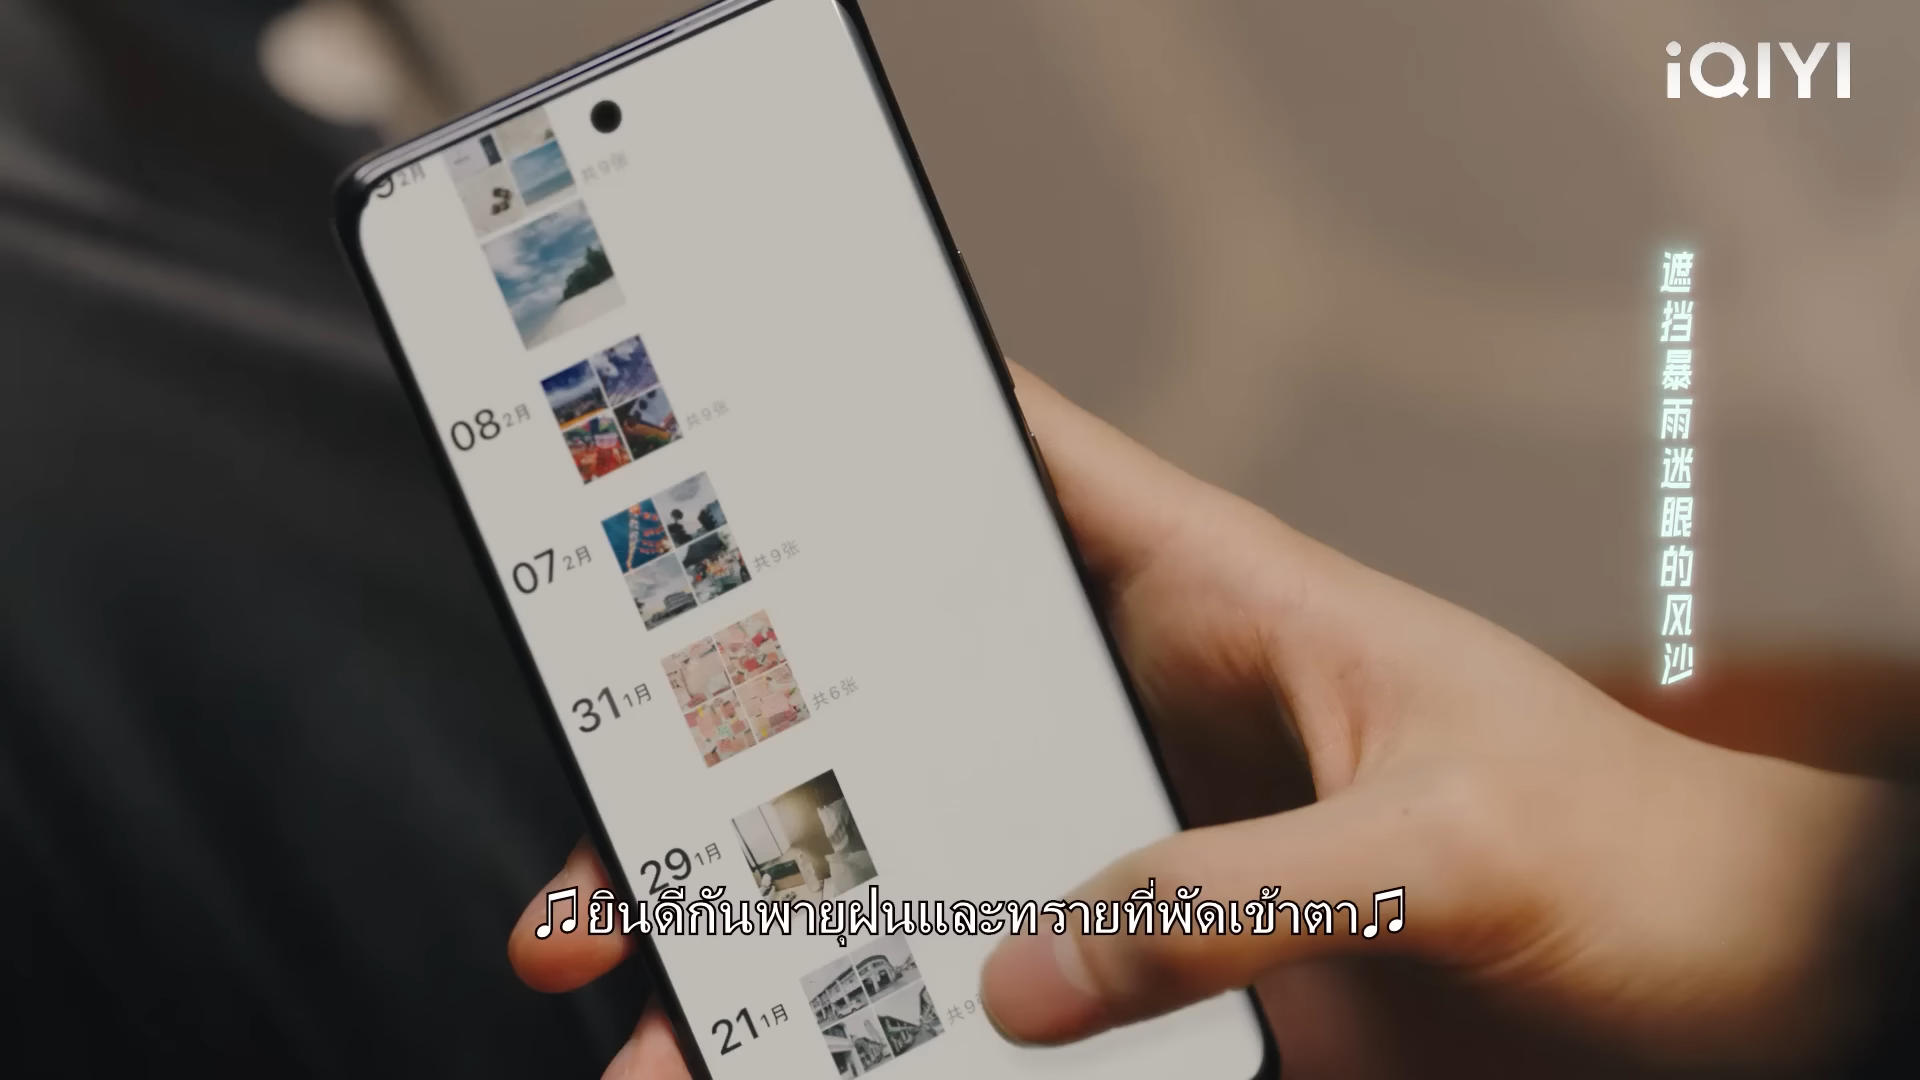 iQIYI
遮挡暴雨迷眼的风沙
9 2月
共9张
08 2月
共9张
07 2月
共9张
31 1月
共6张
29 1月
♫ยินดีกันพายุฝนและทรายที่พัดเข้าตา♫
21 1月
共9